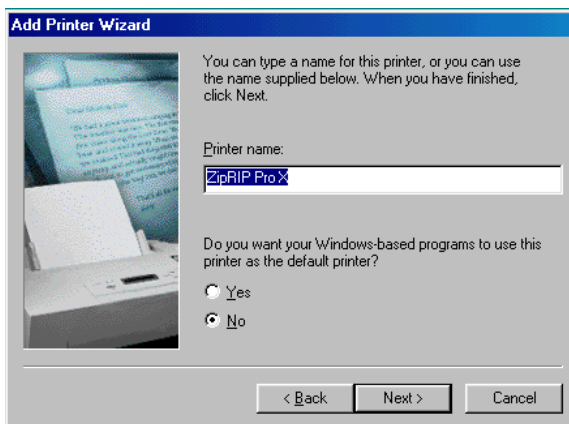 Add Printer Wizard
You can type a name for this printer, or you can use
the name supplied below. When you have finished,
click Next.
Printer name:
ZipRIP Pro X
Do you want your Windows-based programs to use this
printer as the default printer?
Yes
No
< Back
Next >
Cancel